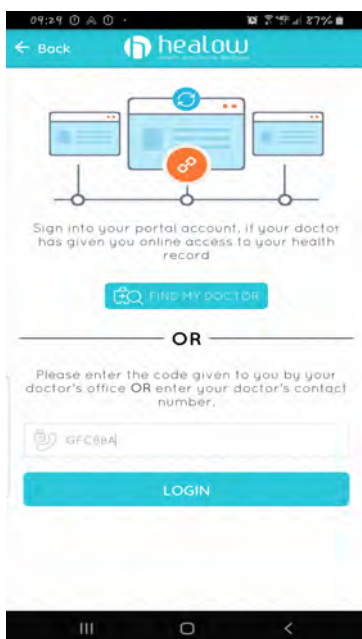 09:29
87%
← Back
healow
Sign into your portal account, if your doctor
has given you online access to your health
record
FIND MY DOCTOR
OR
Please enter the code given to you by your
doctor's office OR enter your doctor's contact
number,
GFCBBA
LOGIN